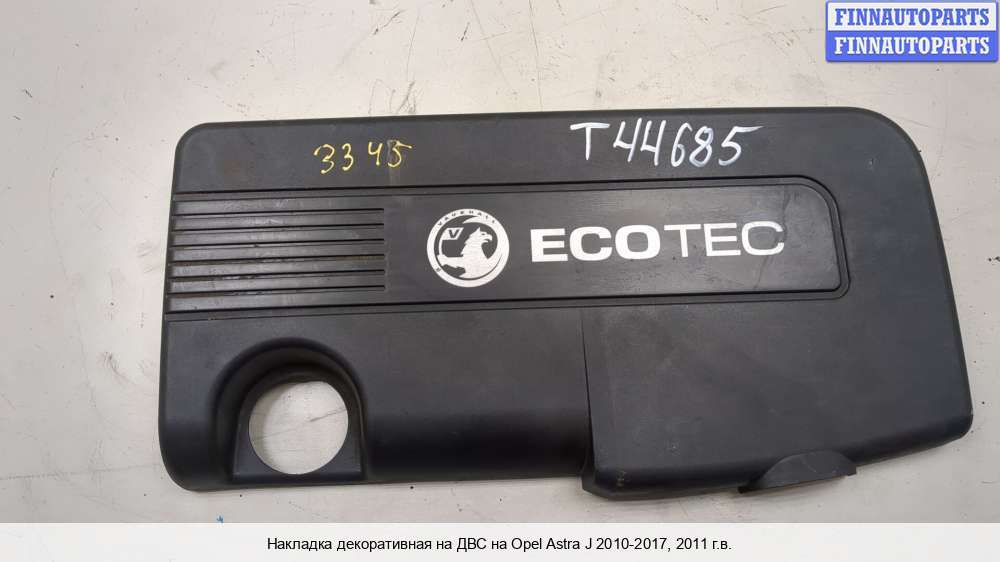 FINNAUTOPARTS
FINNAUTOPARTS
3345
T44685
VAUXHALL
V
ECOTEC
Накладка декоративная на ДВС на Opel Astra J 2010-2017, 2011 г.в.